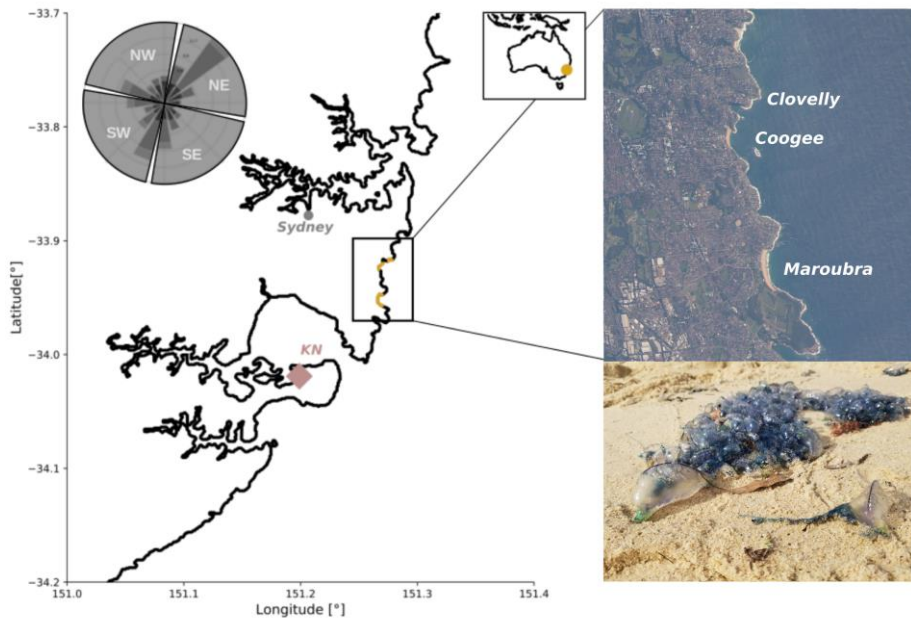 −33.7
−33.8
−33.9
−34.0
−34.1
−34.2
Latitude[°]
151.0
151.1
151.2
151.3
151.4
Longitude [°]
NW
NE
SW
SE
Sydney
KN
Clovelly
Coogee
Maroubra